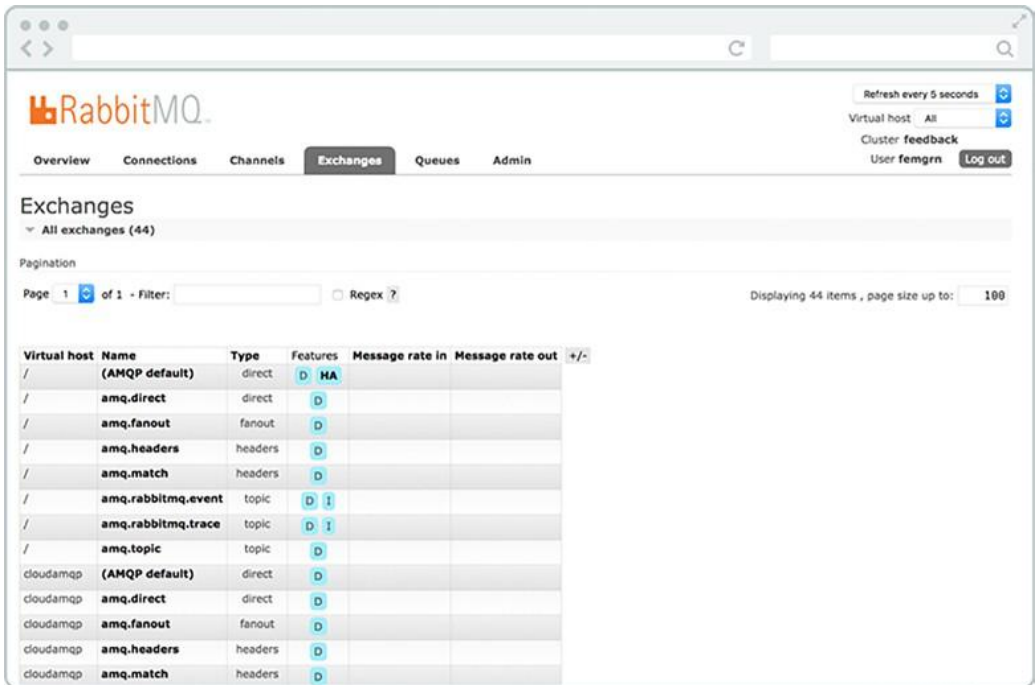 RabbitMQ
Refresh every 5 seconds
Virtual host All
Cluster feedback
User femgrn Log out
Overview Connections Channels Exchanges Queues Admin
Exchanges
All exchanges (44)
Pagination
Page 1 of 1 - Filter: Regex ? Displaying 44 items , page size up to: 100
Virtual host Name Type Features Message rate in Message rate out +/-
/ (AMQP default) direct D HA
/ amq.direct direct D
/ amq.fanout fanout D
/ amq.headers headers D
/ amq.match headers D
/ amq.rabbitmq.event topic D I
/ amq.rabbitmq.trace topic D I
/ amq.topic topic D
cloudamqp (AMQP default) direct D
cloudamqp amq.direct direct D
cloudamqp amq.fanout fanout D
cloudamqp amq.headers headers D
cloudamqp amq.match headers D